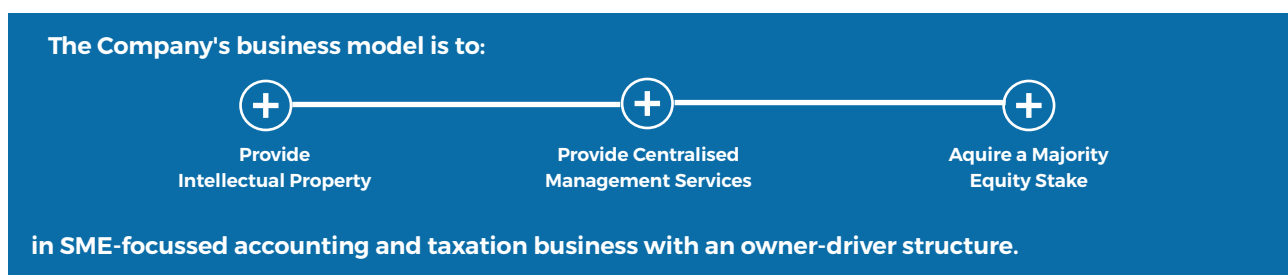 The Company's business model is to:
Provide
Intellectual Property
Provide Centralised
Management Services
Aquire a Majority
Equity Stake
in SME-focussed accounting and taxation business with an owner-driver structure.